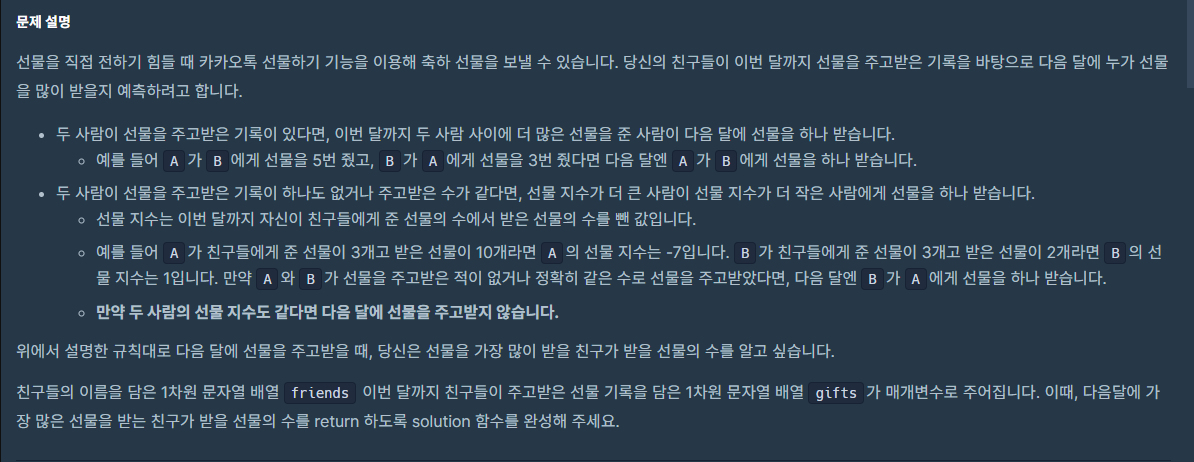 문제 설명
선물을 직접 전하기 힘들 때 카카오톡 선물하기 기능을 이용해 축하 선물을 보낼 수 있습니다. 당신의 친구들이 이번 달까지 선물을 주고받은 기록을 바탕으로 다음 달에 누가 선물
을 많이 받을지 예측하려고 합니다.
• 두 사람이 선물을 주고받은 기록이 있다면, 이번 달까지 두 사람 사이에 더 많은 선물을 준 사람이 다음 달에 선물을 하나 받습니다.
◦ 예를 들어 A가 B에게 선물을 5번 줬고, B가 A에게 선물을 3번 줬다면 다음 달엔 A가 B에게 선물을 하나 받습니다.
• 두 사람이 선물을 주고받은 기록이 하나도 없거나 주고받은 수가 같다면, 선물 지수가 더 큰 사람이 선물 지수가 더 작은 사람에게 선물을 하나 받습니다.
◦ 선물 지수는 이번 달까지 자신이 친구들에게 준 선물의 수에서 받은 선물의 수를 뺀 값입니다.
◦ 예를 들어 A가 친구들에게 준 선물이 3개고 받은 선물이 10개라면 A의 선물 지수는 -7입니다. B가 친구들에게 준 선물이 3개고 받은 선물이 2개라면 B의 선
물 지수는 1입니다. 만약 A와 B가 선물을 주고받은 적이 없거나 정확히 같은 수로 선물을 주고받았다면, 다음 달엔 B가 A에게 선물을 하나 받습니다.
◦ 만약 두 사람의 선물 지수도 같다면 다음 달에 선물을 주고받지 않습니다.
위에서 설명한 규칙대로 다음 달에 선물을 주고받을 때, 당신은 선물을 가장 많이 받을 친구가 받을 선물의 수를 알고 싶습니다.
친구들의 이름을 담은 1차원 문자열 배열 friends 이번 달까지 친구들이 주고받은 선물 기록을 담은 1차원 문자열 배열 gifts가 매개변수로 주어집니다. 이때, 다음달에 가
장 많은 선물을 받는 친구가 받을 선물의 수를 return 하도록 solution 함수를 완성해 주세요.